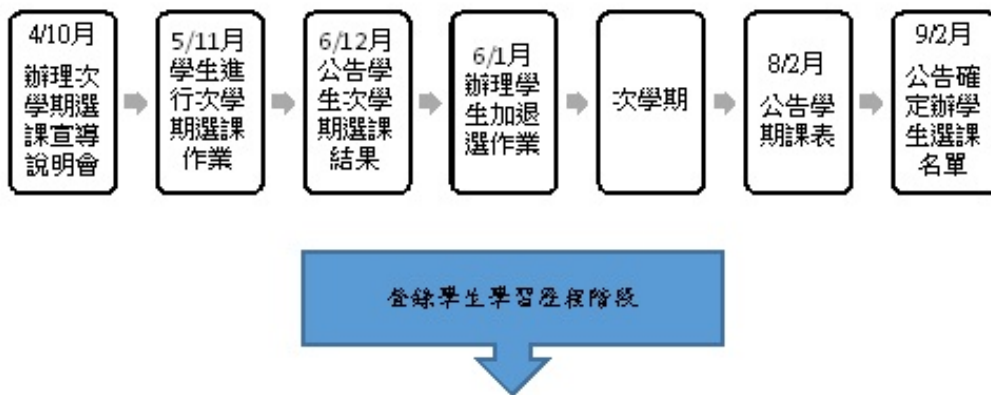 4/10月
辦理次
學期選
課宣導
說明會
5/11月
學生進
行次學
期選課
作業
6/12月
公告學
生次學
期選課
結果
6/1月
辦理學
生加退
選作業
次學期
8/2月
公告學
期課表
9/2月
公告確
定辦學
生選課
名單
登錄學生學習歷程階段